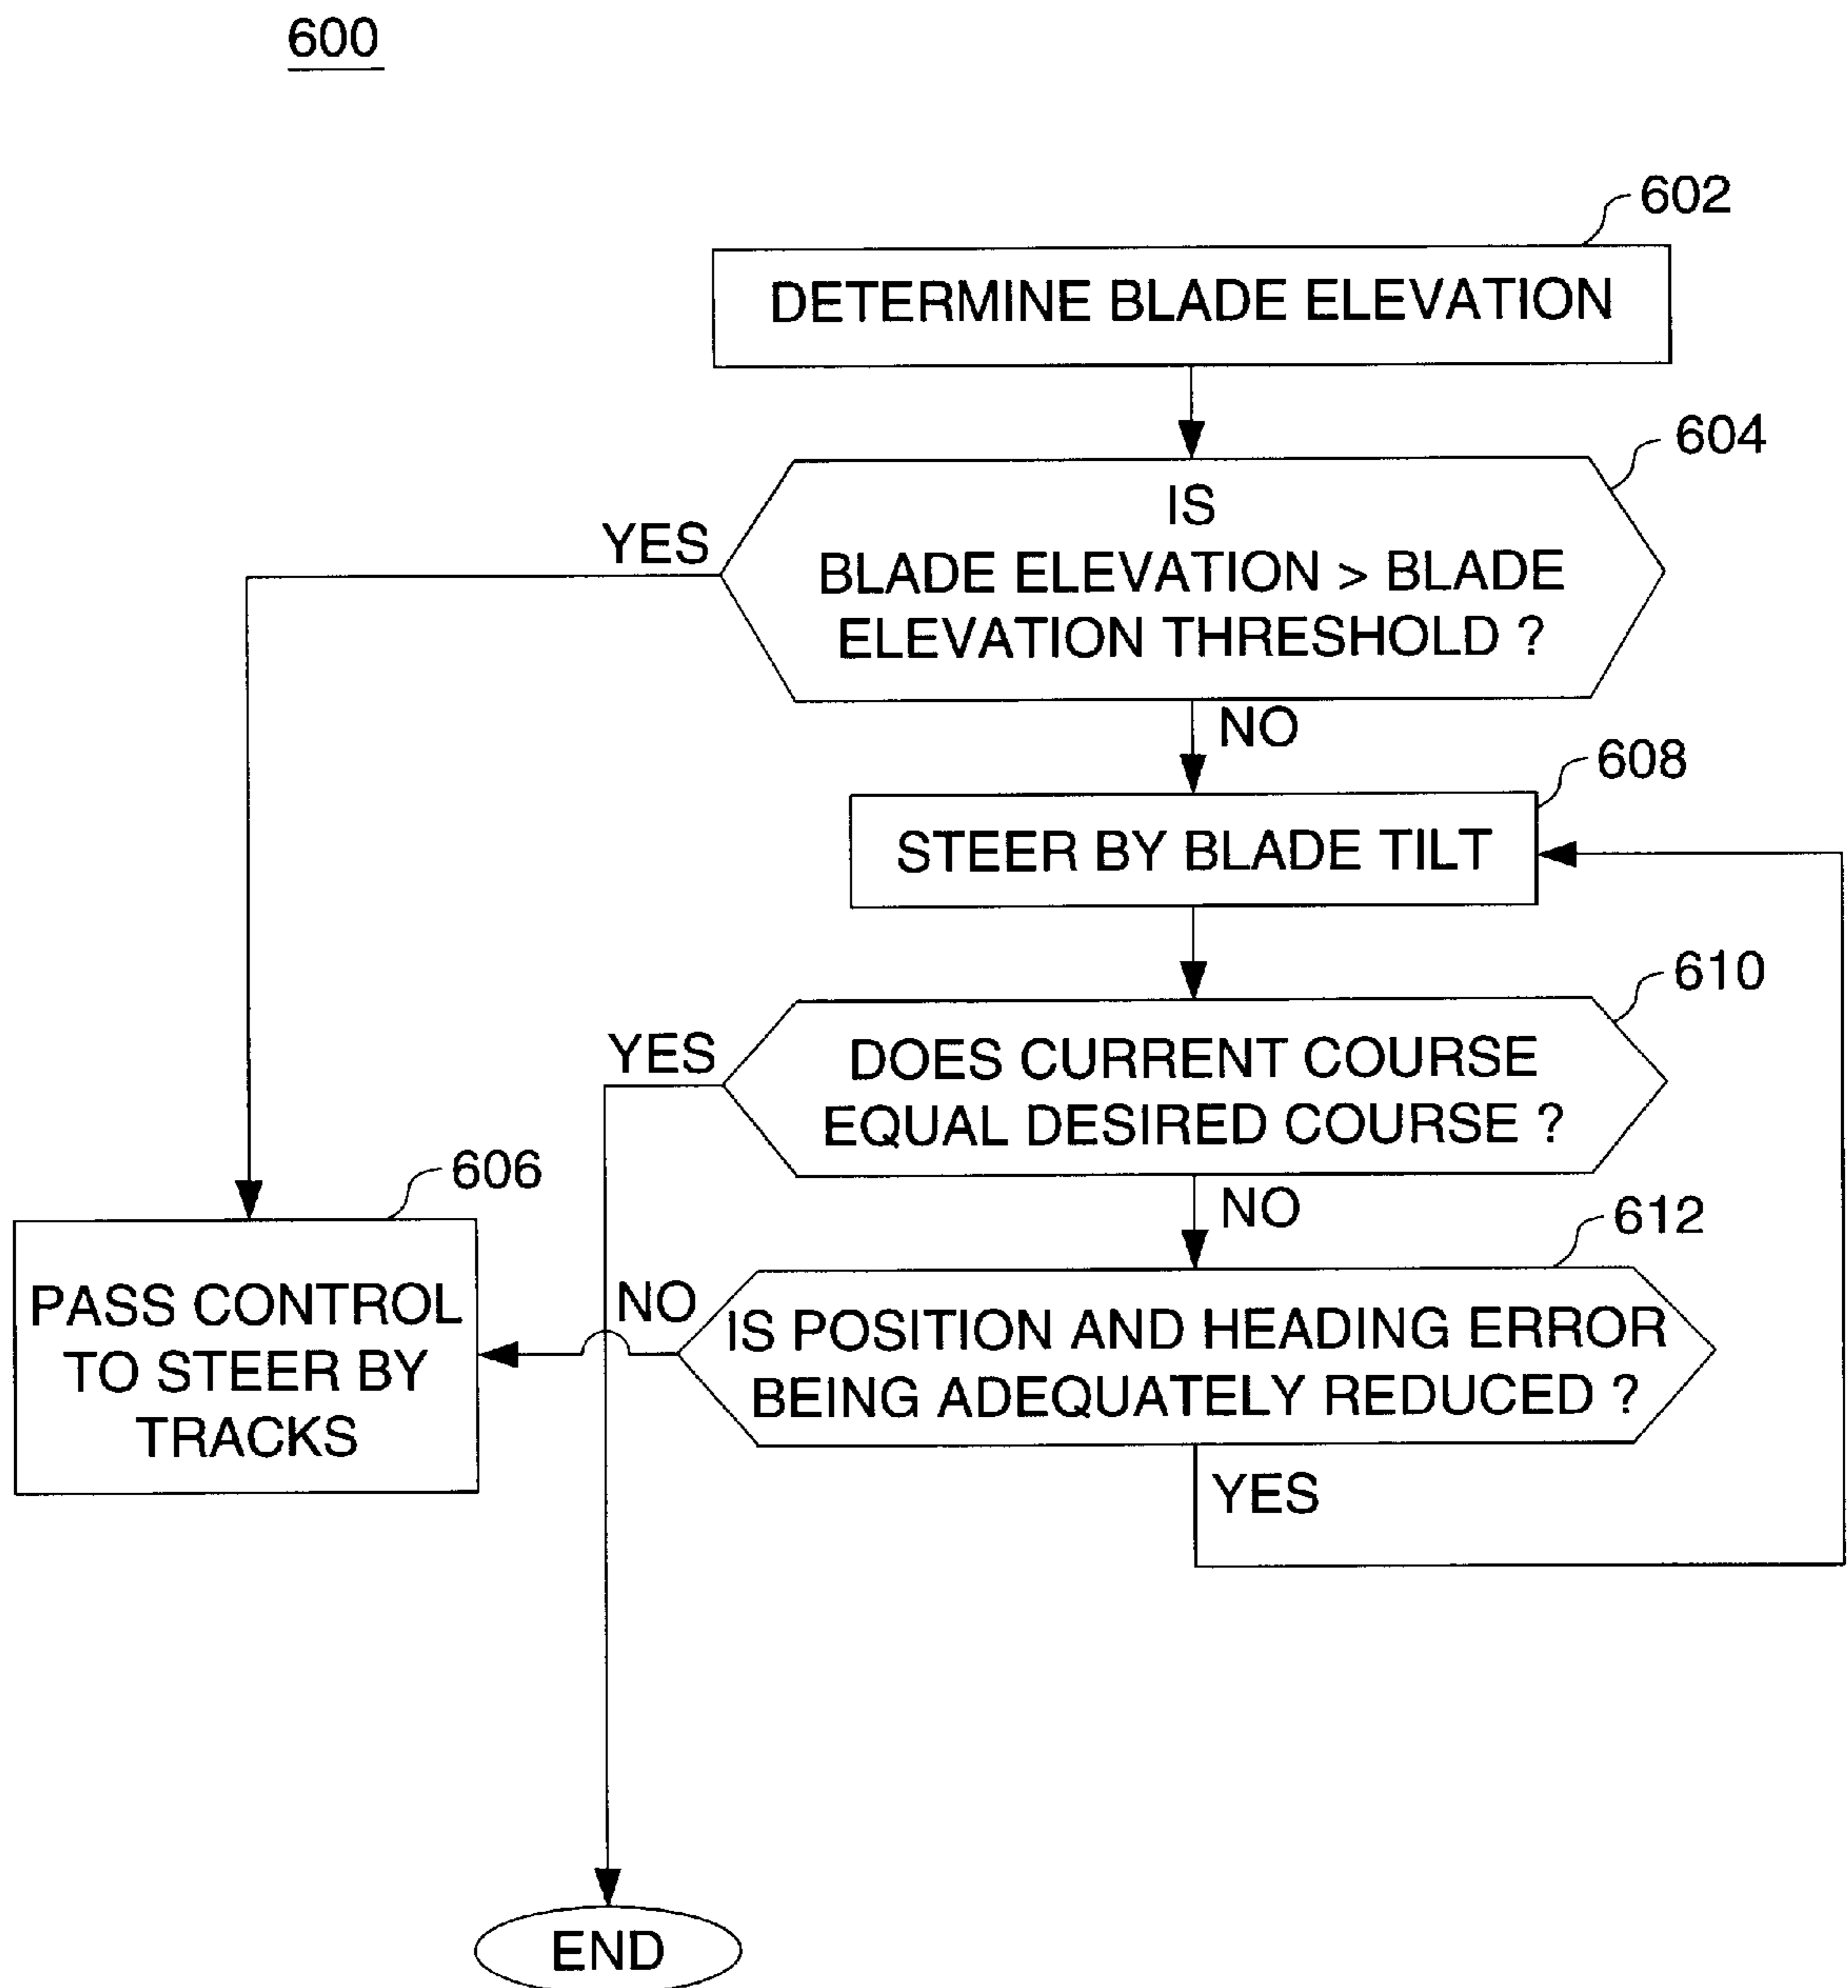 600
602
DETERMINE BLADE ELEVATION
604
IS
BLADE ELEVATION > BLADE
ELEVATION THRESHOLD ?
YES
NO
608
STEER BY BLADE TILT
610
DOES CURRENT COURSE
EQUAL DESIRED COURSE ?
YES
NO
606
PASS CONTROL
TO STEER BY
TRACKS
612
IS POSITION AND HEADING ERROR
BEING ADEQUATELY REDUCED ?
NO
YES
END